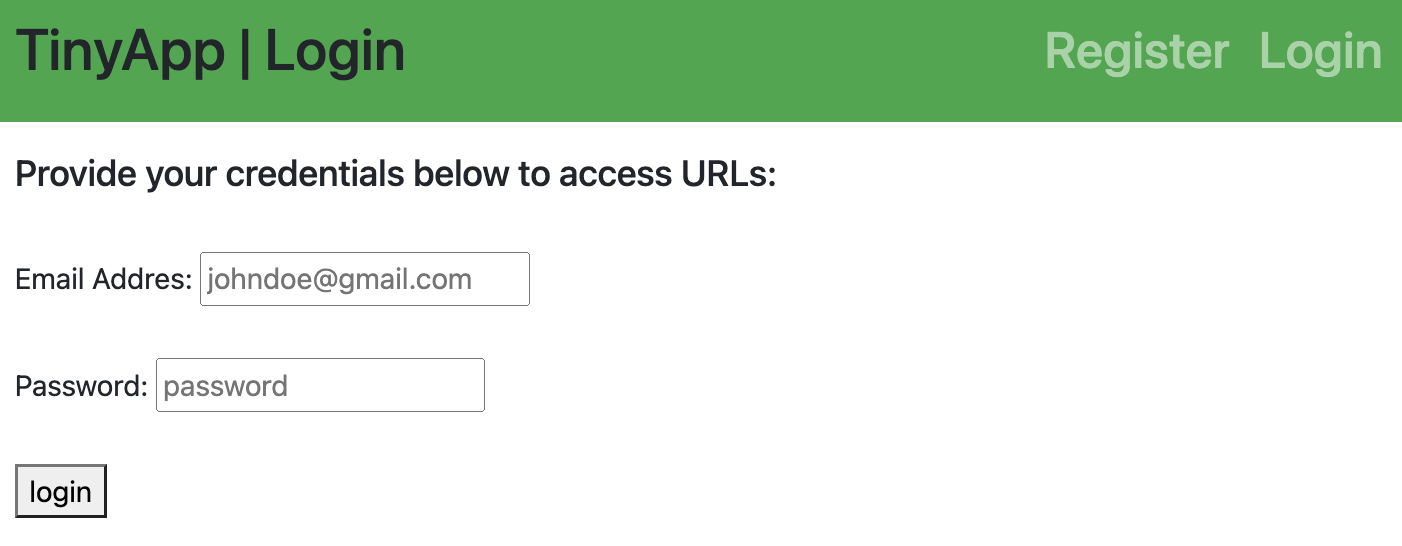 TinyApp | Login Register Login
Provide your credentials below to access URLs:
Email Addres: johndoe@gmail.com
Password: password
login